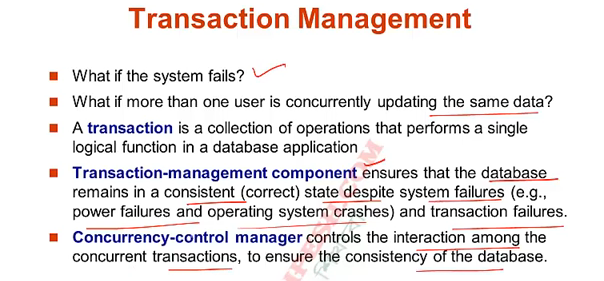 Transaction Management
What if the system fails?
What if more than one user is concurrently updating the same data?
A transaction is a collection of operations that performs a single
logical function in a database application
Transaction-management component ensures that the database
remains in a consistent (correct) state despite system failures (e.g.,
power failures and operating system crashes) and transaction failures.
Concurrency-control manager controls the interaction among the
concurrent transactions, to ensure the consistency of the database.